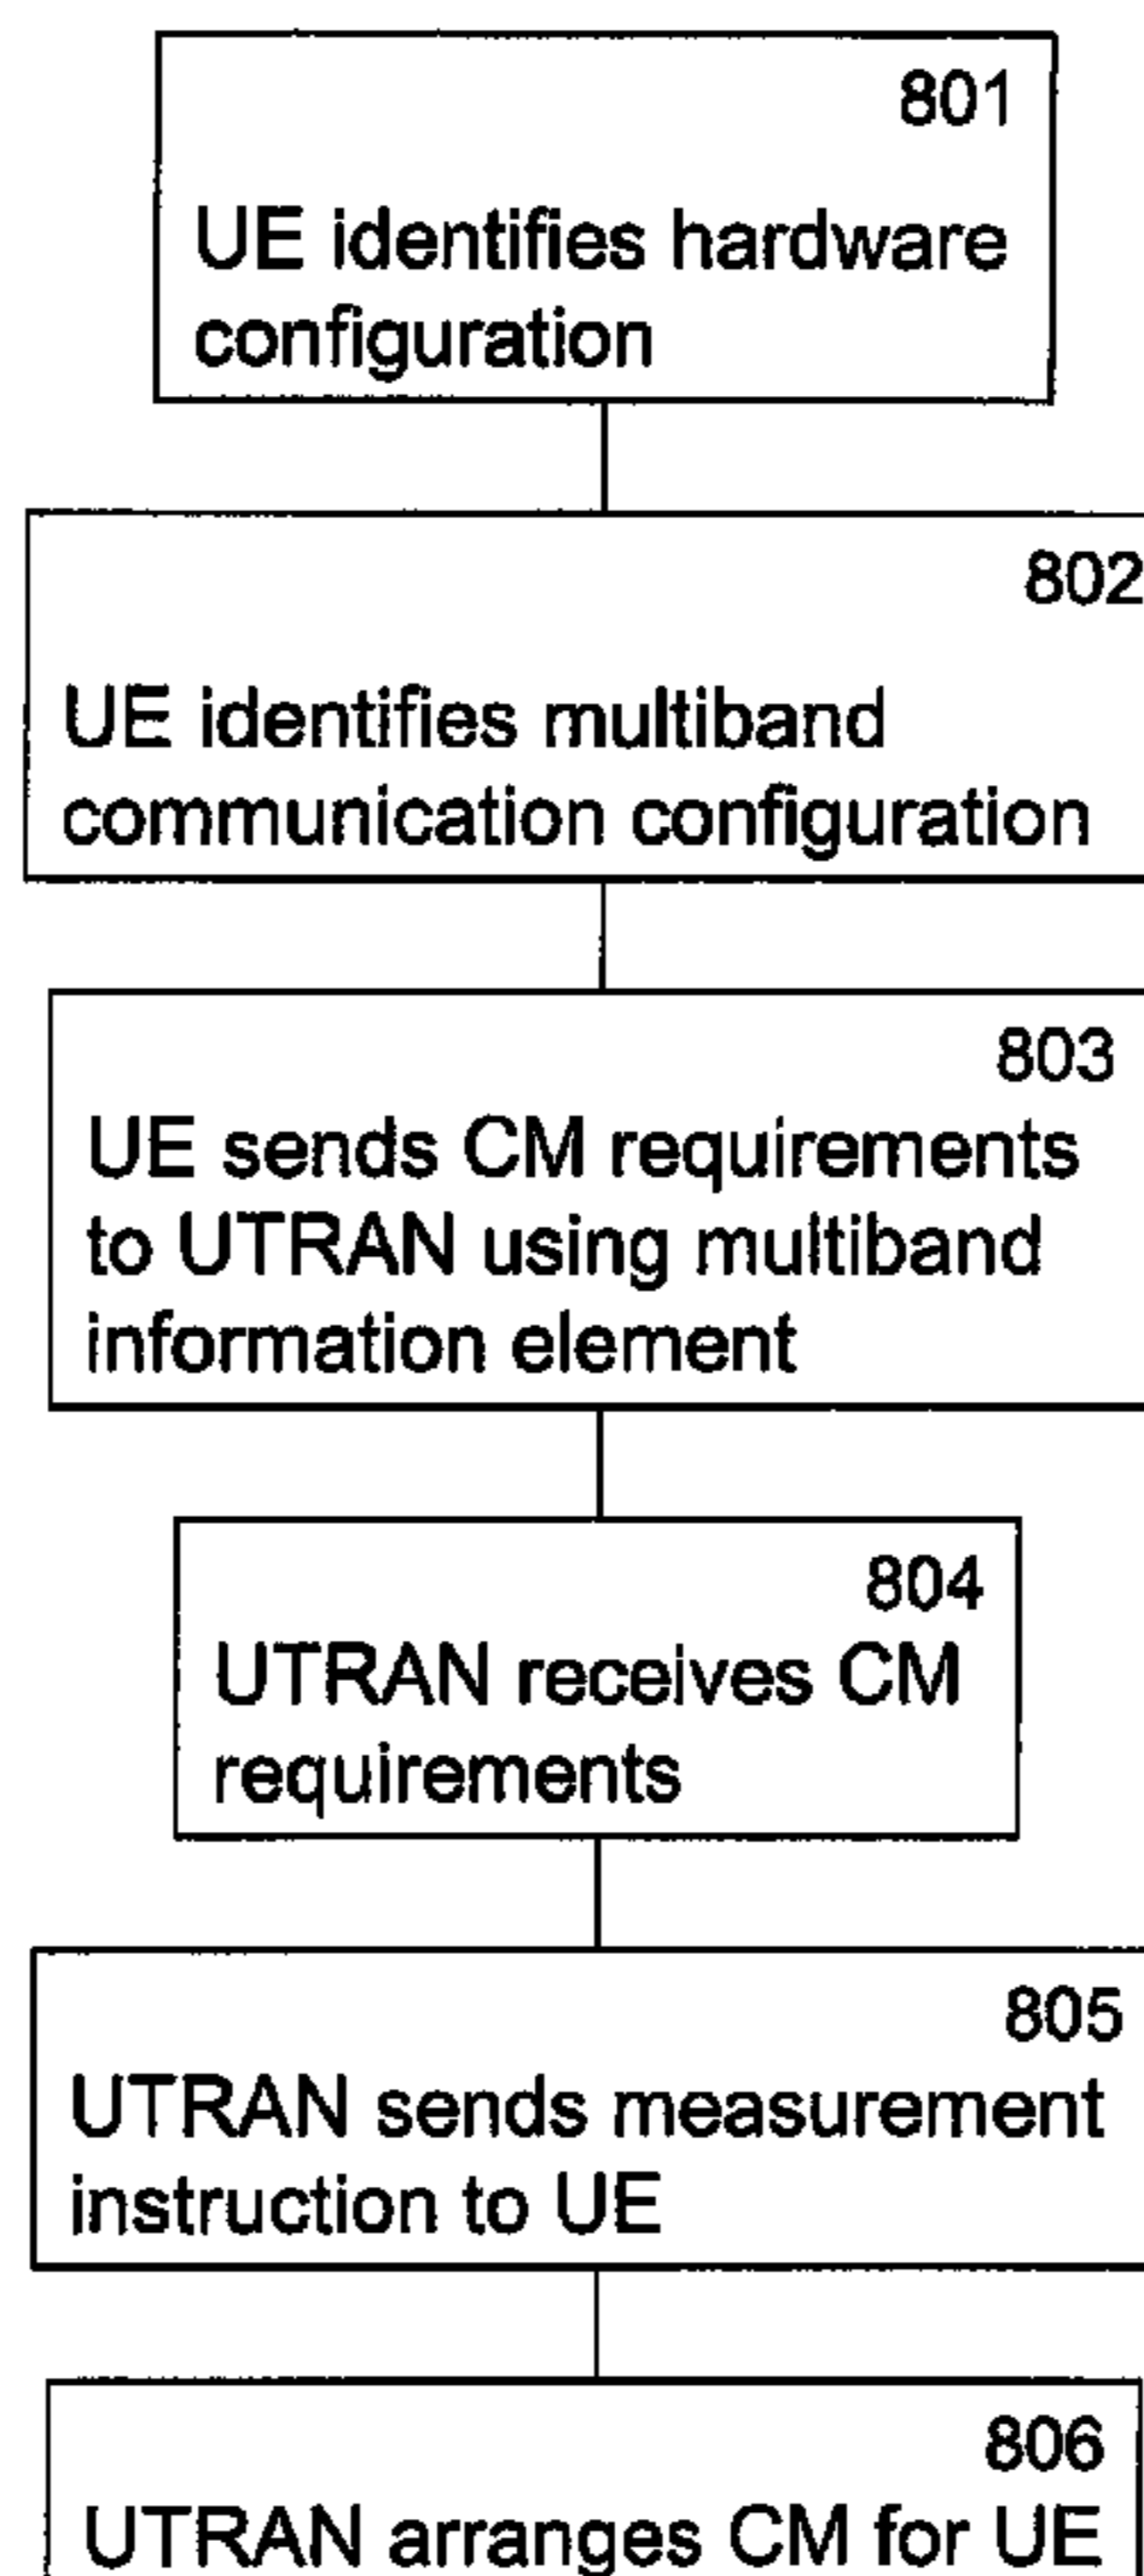 801
UE identifies hardware
configuration
802
UE identifies multiband
communication configuration
803
UE sends CM requirements
to UTRAN using multiband
information element
804
UTRAN receives CM
requirements
805
UTRAN sends measurement
instruction to UE
806
UTRAN arranges CM for UE